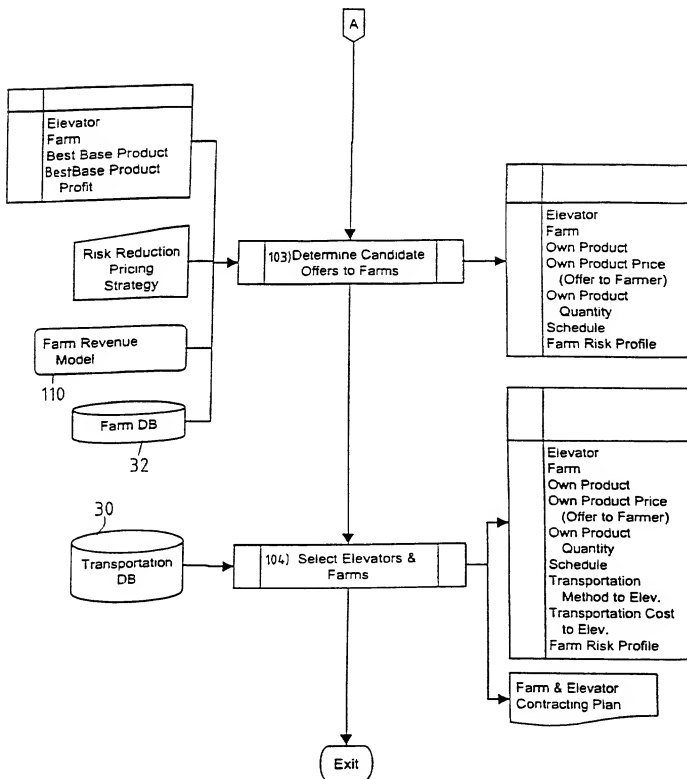 A
Elevator
Farm
Best Base Product
BestBase Product
Profit
Risk Reduction
Pricing
Strategy
Farm Revenue
Model
110
Farm DB
32
103)Determine Candidate
Offers to Farms
Elevator
Farm
Own Product
Own Product Price
(Offer to Farmer)
Own Product
Quantity
Schedule
Farm Risk Profile
30
Transportation
DB
104) Select Elevators &
Farms
Elevator
Farm
Own Product
Own Product Price
(Offer to Farmer)
Own Product
Quantity
Schedule
Transportation
Method to Elev.
Transportation Cost
to Elev.
Farm Risk Profile
Farm & Elevator
Contracting Plan
Exit